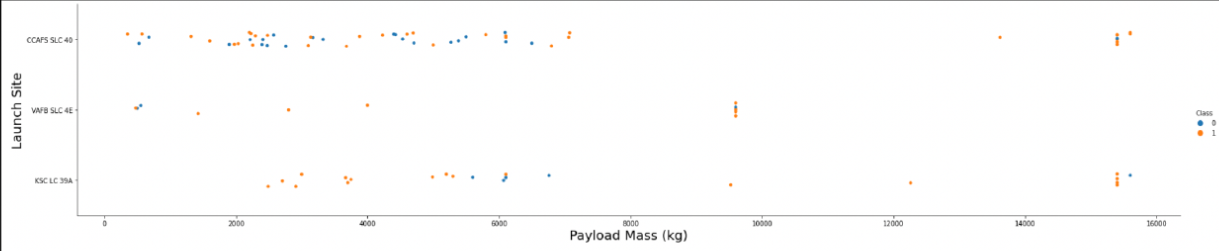 CCAFS SLC 40
VAFB SLC 4E
KSC LC 39A
Launch Site
0 2000 4000 6000 8000 10000 12000 14000 16000
Payload Mass (kg)
Class
0
1